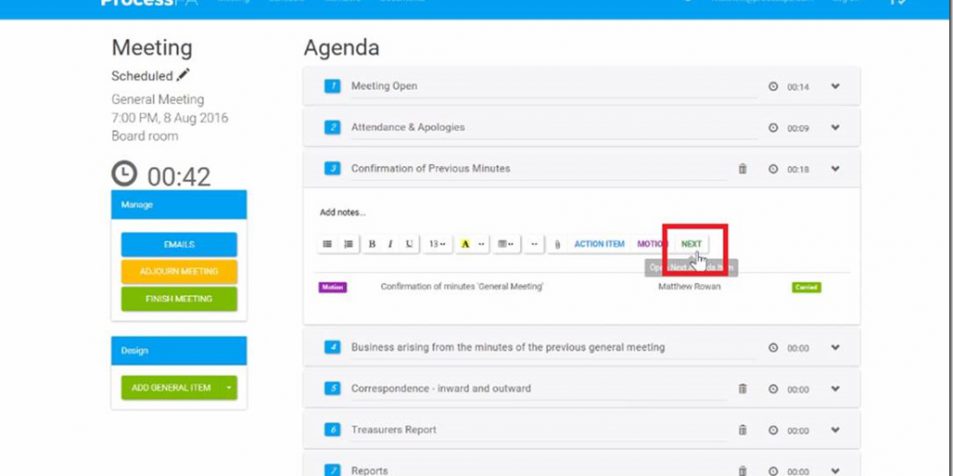 ProcessPA
Meeting
Scheduled
General Meeting
7:00 PM, 8 Aug 2016
Board room
00:42
Manage
EMAILS
ADJOURN MEETING
FINISH MEETING
Design
ADD GENERAL ITEM
Agenda
1 Meeting Open 00:14
2 Attendance & Apologies 00:09
3 Confirmation of Previous Minutes 00:18
Add notes...
B I U 13 A ACTION ITEM MOTION NEXT
Open Next Agenda Item
Motion Confirmation of minutes 'General Meeting' Matthew Rowan Carried
4 Business arising from the minutes of the previous general meeting 00:00
5 Correspondence - inward and outward 00:00
6 Treasurers Report 00:00
7 Reports 00:00